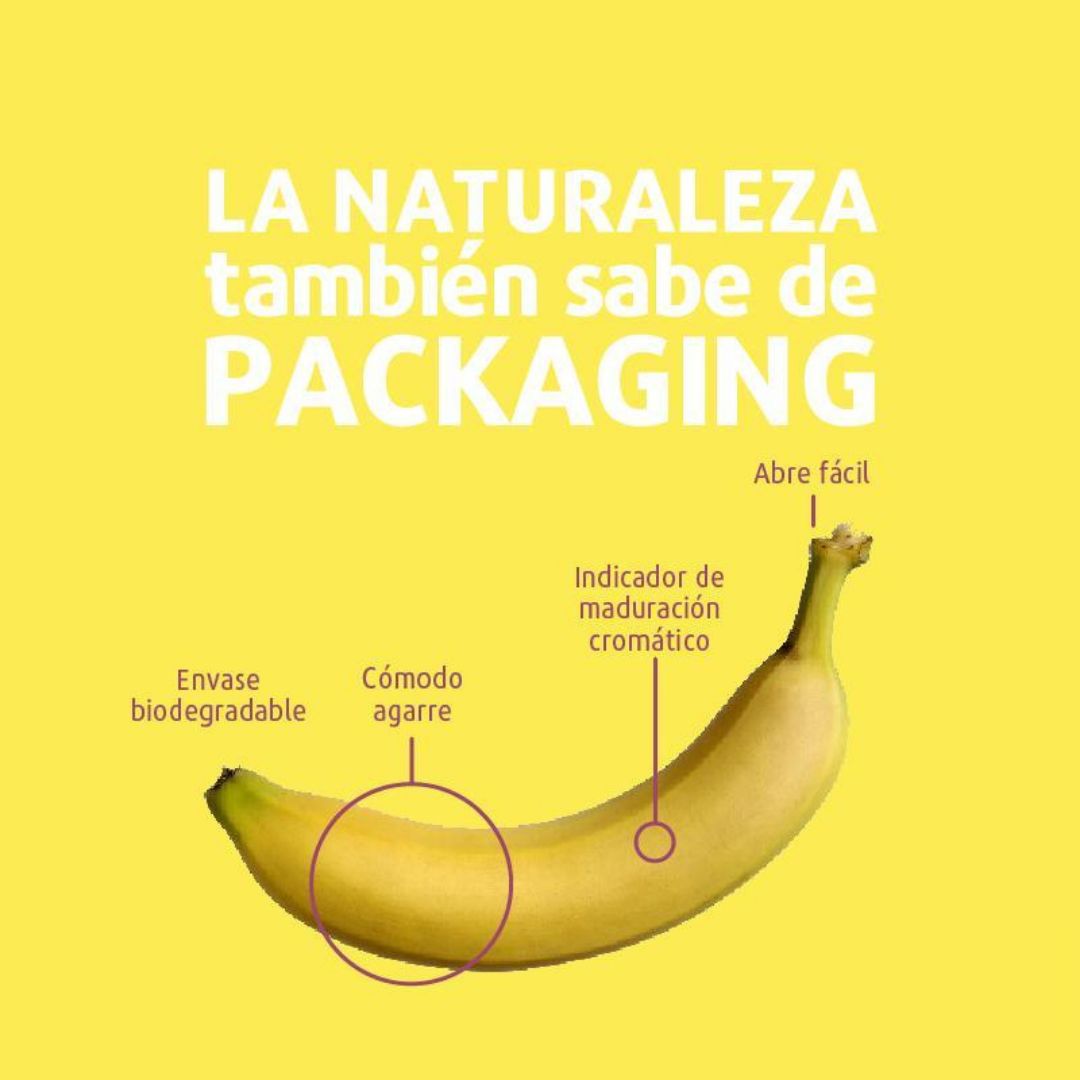 LA NATURALEZA
también sabe de
PACKAGING
Abre fácil
Indicador de
maduración
cromático
Envase
biodegradable
Cómodo
agarre